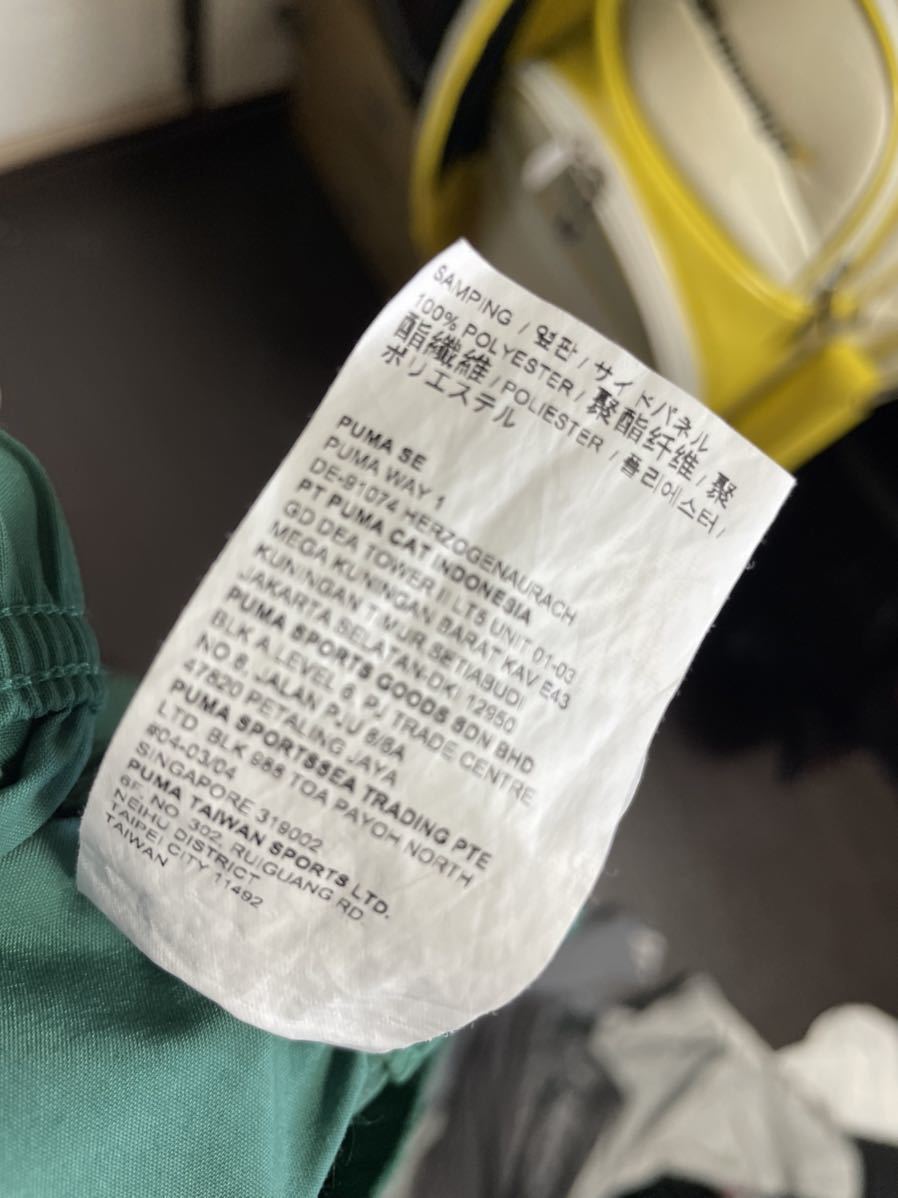 SAMPING / 옆판 / サイドパネル
100% POLYESTER / 聚酯纤维 / 聚
酯纖維 / POLIESTER / 폴리에스터 /
ポリエステル
PUMA SE
PUMA WAY 1
DE-91074 HERZOGENAURACH
PT PUMA CAT INDONESIA
GD DEA TOWER II LT5 UNIT 01-03
MEGA KUNINGAN BARAT KAV E43
KUNINGAN TIMUR SETIABUDI
JAKARTA SELATAN-DKI 12950
PUMA SPORTS GOODS SDN BHD
BLK A LEVEL 6, PJ TRADE CENTRE
NO 8, JALAN PJU 8/8A
47820 PETALING JAYA
PUMA SPORTSSEA TRADING PTE
LTD BLK 988 TOA PAYOH NORTH
#04-03/04
SINGAPORE 319002
PUMA TAIWAN SPORTS LTD.
6F. NO. 302, RUIGUANG RD.
NEIHU DISTRICT
TAIPEI CITY 11492
TAIWAN